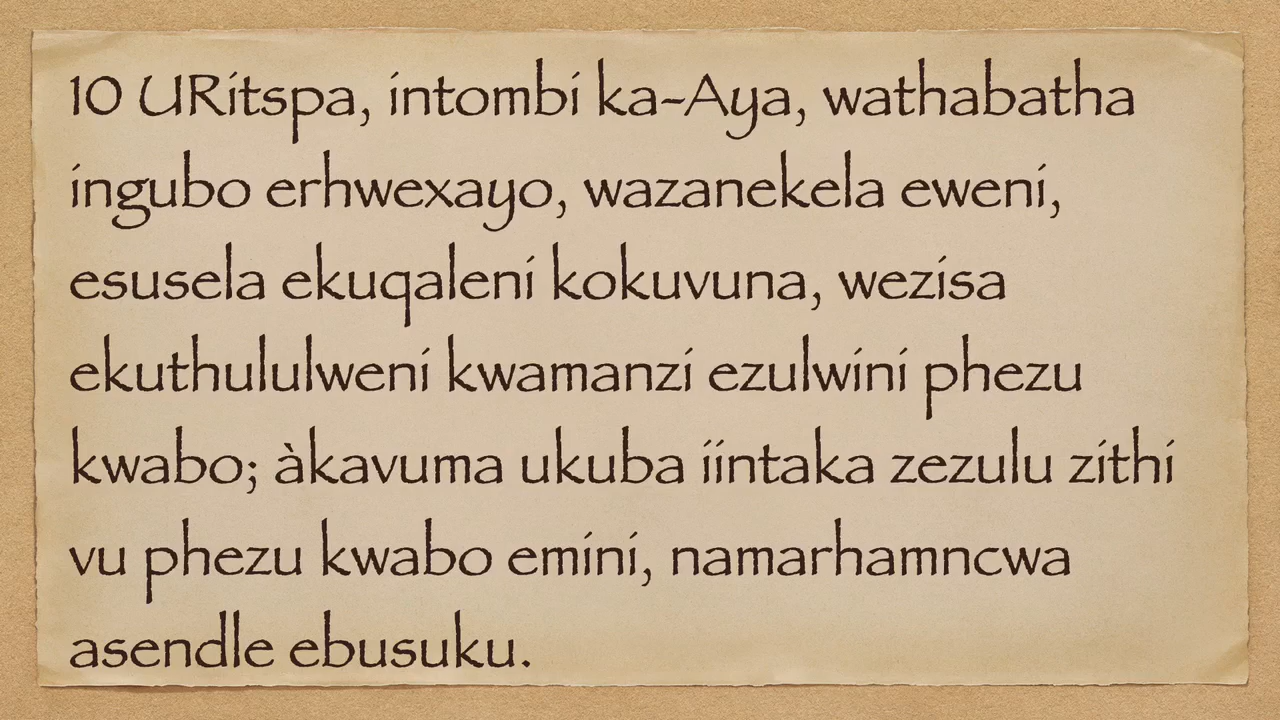 10 URitspa, intombi ka-Aya, wathabatha
ingubo erhwexayo, wazanekela eweni,
esusela ekuqaleni kokuvuna, wezisa
ekuthululweni kwamanzi ezulwini phezu
kwabo; àkavuma ukuba iintaka zezulu zithi
vu phezu kwabo emini, namarhamncwa
asendle ebusuku.